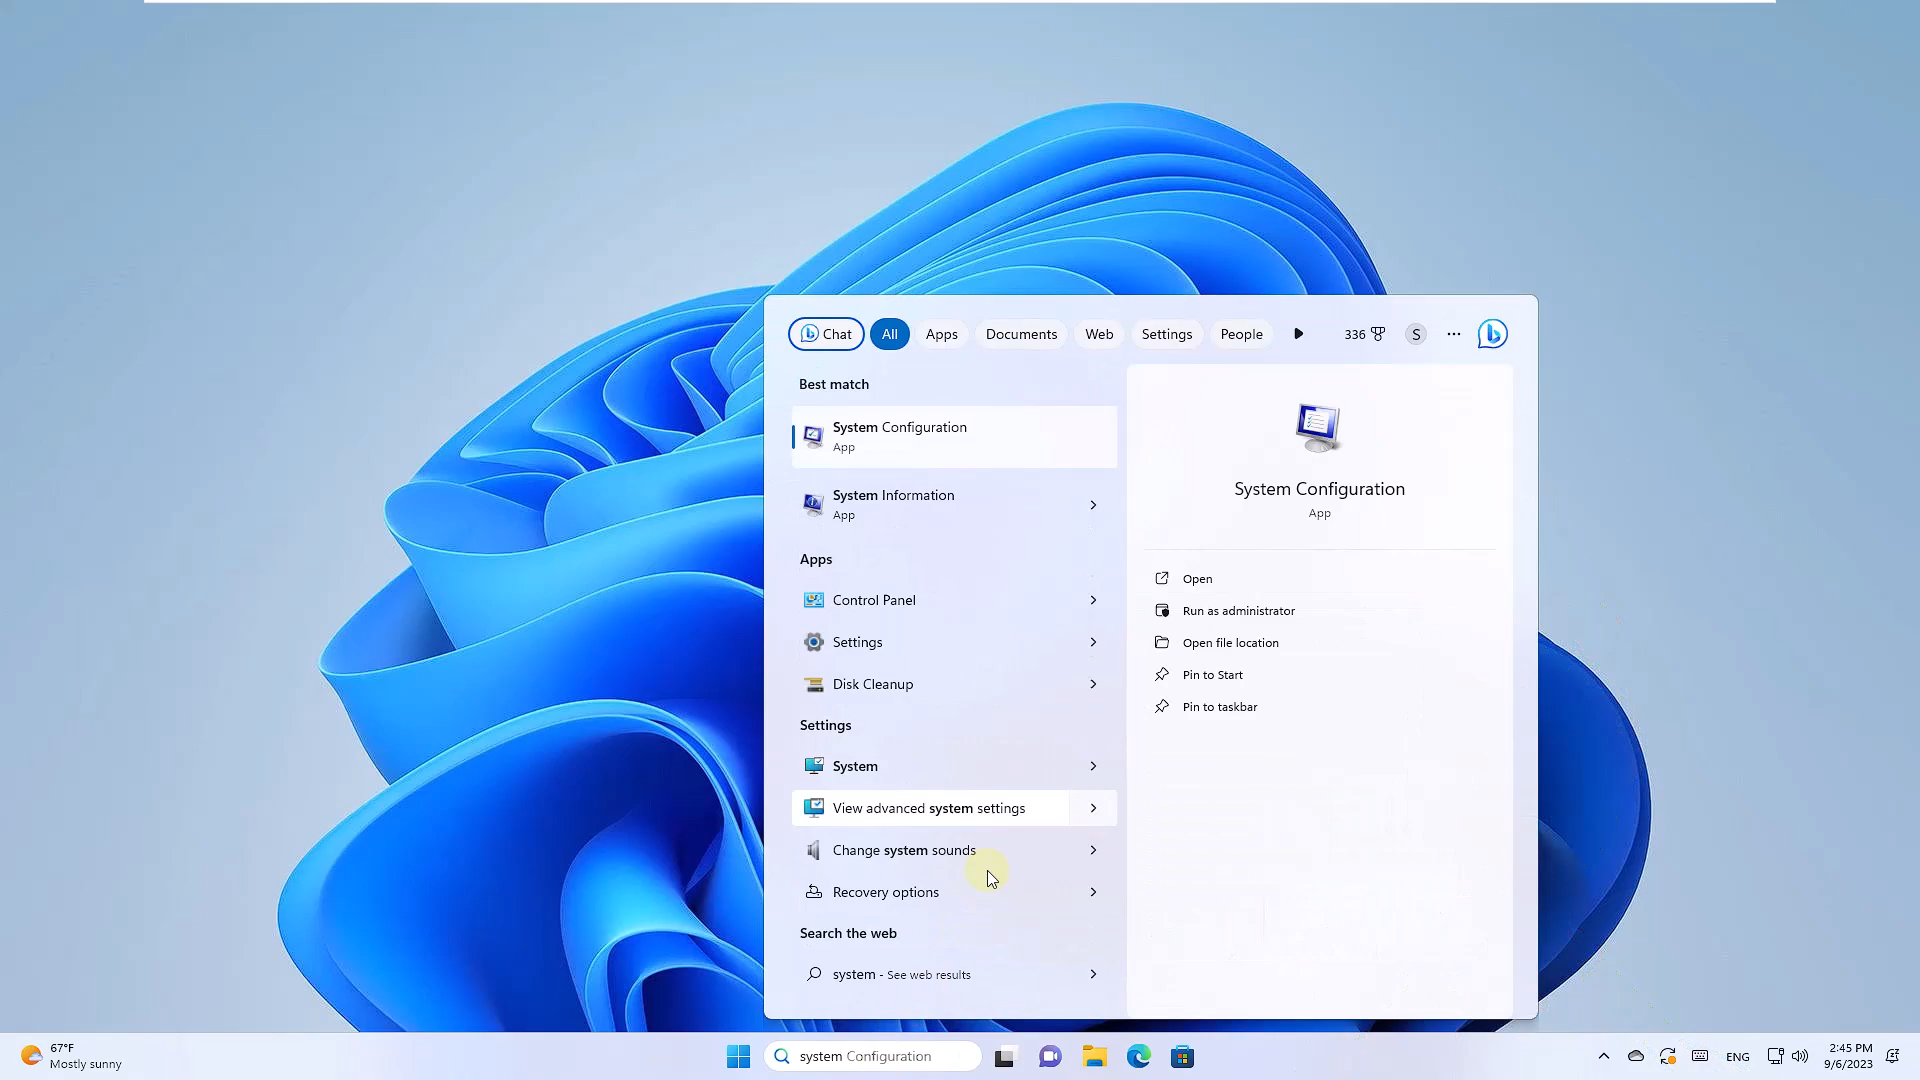 Chat
All
Apps
Documents
Web
Settings
People
336
S
Best match
System Configuration
App
System Information
App
Apps
Control Panel
Settings
Disk Cleanup
Settings
System
View advanced system settings
Change system sounds
Recovery options
Search the web
system - See web results
System Configuration
App
Open
Run as administrator
Open file location
Pin to Start
Pin to taskbar
67°F
Mostly sunny
system Configuration
ENG
2:45 PM
9/6/2023